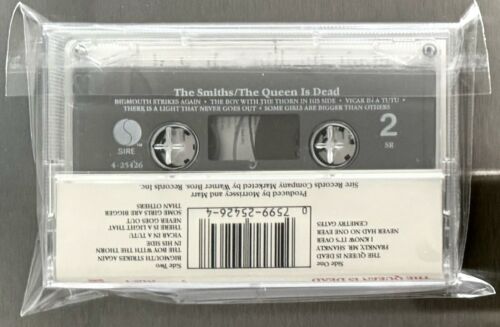 The Smiths/The Queen Is Dead
BIGMOUTH STRIKES AGAIN • THE BOY WITH THE THORN IN HIS SIDE • VICAR IN A TUTU
THERE IS A LIGHT THAT NEVER GOES OUT • SOME GIRLS ARE BIGGER THAN OTHERS
S
SIRE
4-25426
2
SR
THE QUEEN IS DEAD
Side One
THE QUEEN IS DEAD
FRANKLY, MR. SHANKLY
I KNOW IT'S OVER
NEVER HAD NO ONE EVER
CEMETRY GATES
0 7599-25426-4
Side Two
BIGMOUTH STRIKES AGAIN
THE BOY WITH THE THORN
IN HIS SIDE
VICAR IN A TUTU
THERE IS A LIGHT THAT
NEVER GOES OUT
SOME GIRLS ARE BIGGER
THAN OTHERS
Produced by Morrissey and Marr
Sire Records Company Marketed by Warner Bros. Records Inc.